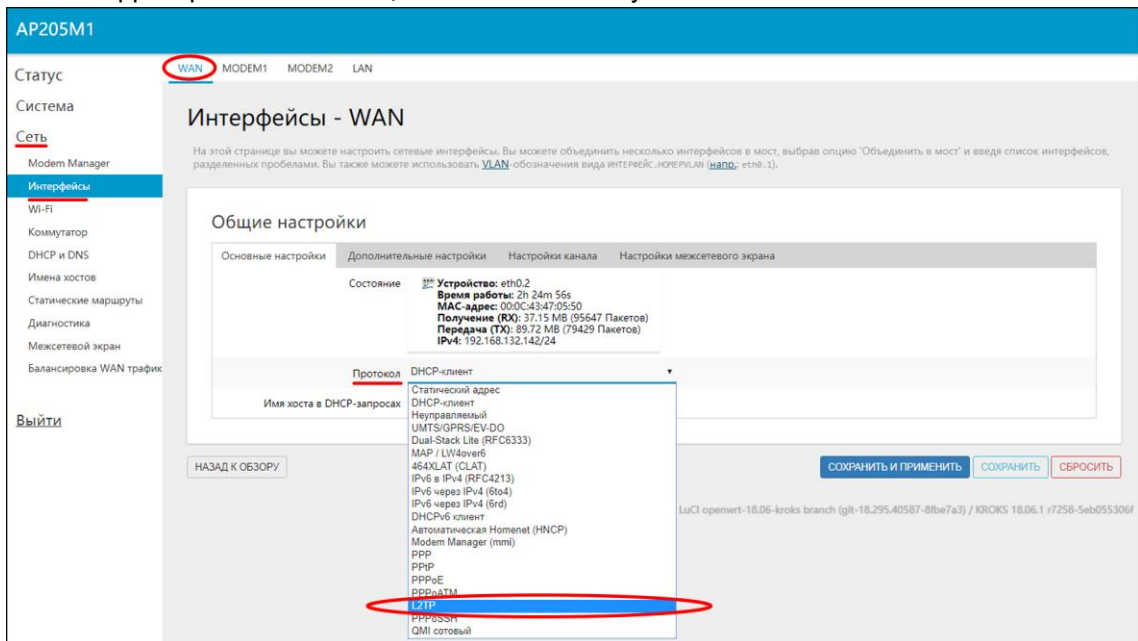 AP205M1
Статус
Система
Сеть
Modem Manager
Интерфейсы
Wi-Fi
Коммутатор
DHCP и DNS
Имена хостов
Статические маршруты
Диагностика
Межсетевой экран
Балансировка WAN трафик
Выйти
WAN MODEM1 MODEM2 LAN
Интерфейсы - WAN
На этой странице вы можете настроить сетевые интерфейсы. Вы можете объединить несколько интерфейсов в мост, выбрав опцию 'Объединить в мост' и введя список интерфейсов,
разделенных пробелами. Вы также можете использовать VLAN-обозначения вида ИНТЕРФЕЙС.НОМЕРVLAN (напр.: eth0.1).
Общие настройки
Основные настройки Дополнительные настройки Настройки канала Настройки межсетевого экрана
Состояние
Устройство: eth0.2
Время работы: 2h 24m 56s
MAC-адрес: 00:0C:43:47:05:50
Получение (RX): 37.15 MB (95647 Пакетов)
Передача (TX): 89.72 MB (79429 Пакетов)
IPv4: 192.168.132.142/24
Протокол DHCP-клиент
Имя хоста в DHCP-запросах
Статический адрес
DHCP-клиент
Неуправляемый
UMTS/GPRS/EV-DO
Dual-Stack Lite (RFC6333)
MAP / LW4over6
464XLAT (CLAT)
IPv6 в IPv4 (RFC4213)
IPv6 через IPv4 (6to4)
IPv6 через IPv4 (6rd)
DHCPv6 клиент
Автоматическая Homenet (HNCP)
Modem Manager (mmi)
PPP
PPtP
PPPoE
PPPoATM
L2TP
PPPoSSH
QMI сотовый
НАЗАД К ОБЗОРУ СОХРАНИТЬ И ПРИМЕНИТЬ СОХРАНИТЬ СБРОСИТЬ
LuCI openwrt-18.06-kroks branch (git-18.295.40587-8fbe7a3) / KROKS 18.06.1 r7258-5eb055306f